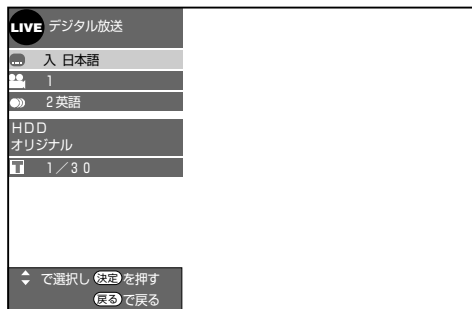 LIVE デジタル放送
入 日本語
1
2 英語
HDD
オリジナル
T 1／30
で選択し 決定 を押す
戻る で戻る